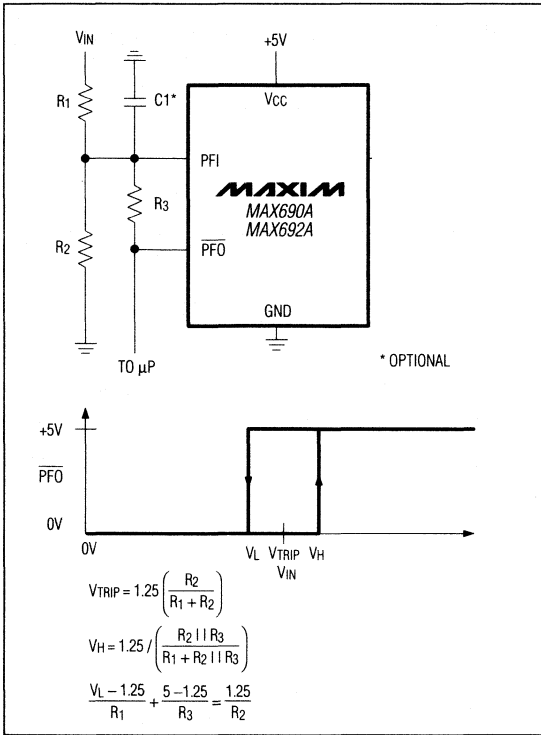 VIN
+5V
R1
C1*
VCC
PFI
MAXIM
MAX690A
MAX692A
R3
R2
PFO
GND
TO µP
* OPTIONAL
+5V
PFO
0V
0V
VL
VTRIP
VH
VIN
VTRIP = 1.25 (R2 / (R1 + R2))
VH = 1.25 / (R2 || R3 / (R1 + R2 || R3))
VL – 1.25 / R1 + 5 – 1.25 / R3 = 1.25 / R2